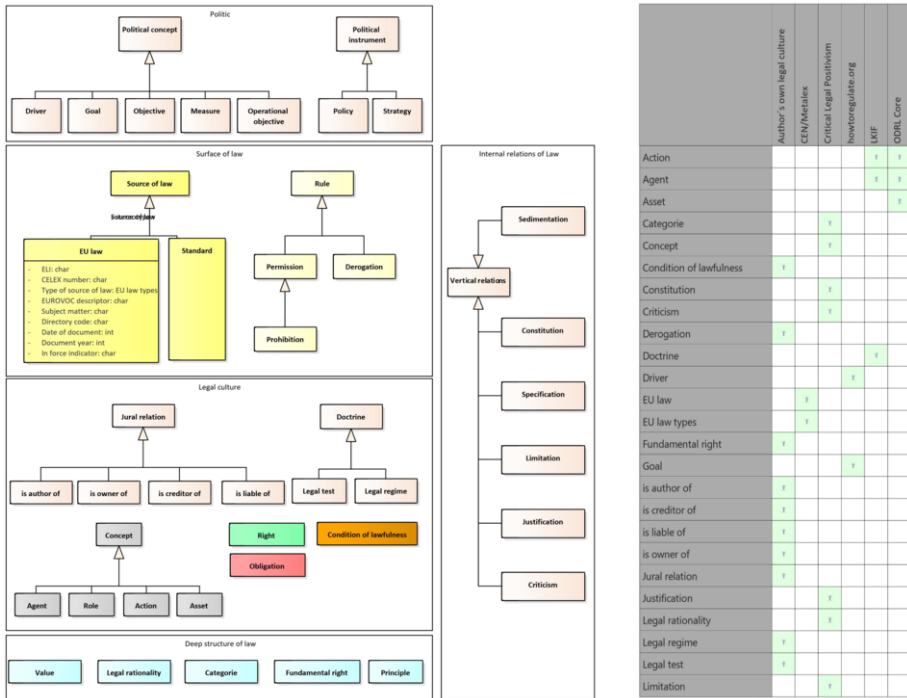 Politic
Political concept
Political
instrument
Driver
Goal
Objective
Measure
Operational
objective
Policy
Strategy
Surface of law
Source of law
Rule
EU law
- ELI: char
- CELEX number: char
- Type of source of law: EU law types
- EUROVOC descriptor: char
- Subject matter: char
- Directory code: char
- Date of document: int
- Document year: int
- In force indicator: char
Standard
Permission
Derogation
Prohibition
Legal culture
Jural relation
Doctrine
is author of
is owner of
is creditor of
is liable of
Legal test
Legal regime
Concept
Right
Condition of lawfulness
Obligation
Agent
Role
Action
Asset
Deep structure of law
Value
Legal rationality
Categorie
Fundamental right
Principle
Internal relations of Law
Sedimentation
Vertical relations
Constitution
Specification
Limitation
Justification
Criticism
Author's own legal culture
CEN/Metalex
Critical Legal Positivism
howtoregulate.org
LKIF
ODRL Core
Action
Agent
Asset
Categorie
Concept
Condition of lawfulness
Constitution
Criticism
Derogation
Doctrine
Driver
EU law
EU law types
Fundamental right
Goal
is author of
is creditor of
is liable of
is owner of
Jural relation
Justification
Legal rationality
Legal regime
Legal test
Limitation